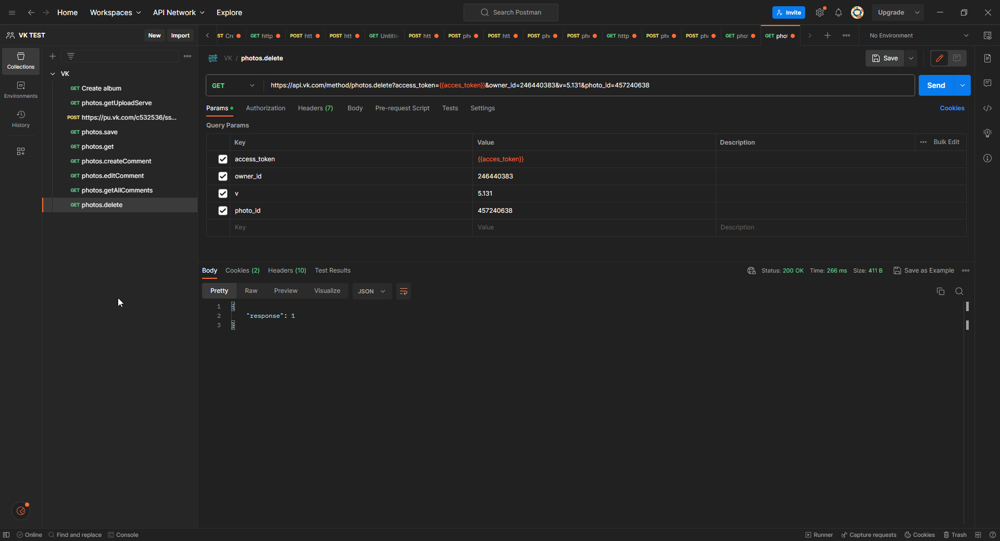 Home Workspaces API Network Explore Search Postman Invite Upgrade
VK TEST New Import
ST Cre GET http POST htt POST htt GET Untitle POST htt POST pho POST htt POST pho POST pho GET http POST pho POST pho GET phot GET phot No Environment
Collections
Environments
History
VK
GET Create album
GET photos.getUploadServe
POST https://pu.vk.com/c532536/ss...
GET photos.save
GET photos.get
GET photos.createComment
GET photos.editComment
GET photos.getAllComments
GET photos.delete
HTTP VK / photos.delete Save
GET https://api.vk.com/method/photos.delete?access_token={{acces_token}}&owner_id=246440383&v=5.131&photo_id=457240638 Send
Params Authorization Headers (7) Body Pre-request Script Tests Settings Cookies
Query Params
Key Value Description Bulk Edit
access_token {{acces_token}}
owner_id 246440383
v 5.131
photo_id 457240638
Key Value Description
Body Cookies (2) Headers (10) Test Results Status: 200 OK Time: 266 ms Size: 411 B Save as Example
Pretty Raw Preview Visualize JSON
1 {
2 "response": 1
3 }
Online Find and replace Console Runner Capture requests Cookies Trash